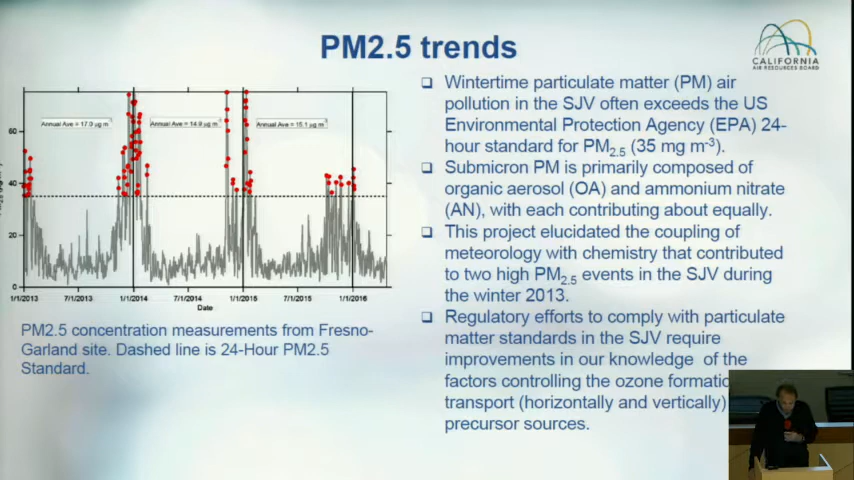 PM2.5 trends
CALIFORNIA
AIR RESOURCES BOARD
Annual Ave = 17.0 µg m⁻³
Annual Ave = 14.9 µg m⁻³
Annual Ave = 15.1 µg m⁻³
60
40
20
0
1/1/2013
7/1/2013
1/1/2014
7/1/2014
1/1/2015
7/1/2015
1/1/2016
Date
PM2.5 concentration measurements from Fresno-
Garland site. Dashed line is 24-Hour PM2.5
Standard.
❑ Wintertime particulate matter (PM) air
pollution in the SJV often exceeds the US
Environmental Protection Agency (EPA) 24-
hour standard for PM₂.₅ (35 mg m⁻³).
❑ Submicron PM is primarily composed of
organic aerosol (OA) and ammonium nitrate
(AN), with each contributing about equally.
❑ This project elucidated the coupling of
meteorology with chemistry that contributed
to two high PM₂.₅ events in the SJV during
the winter 2013.
❑ Regulatory efforts to comply with particulate
matter standards in the SJV require
improvements in our knowledge of the
factors controlling the ozone formatio
transport (horizontally and vertically)
precursor sources.